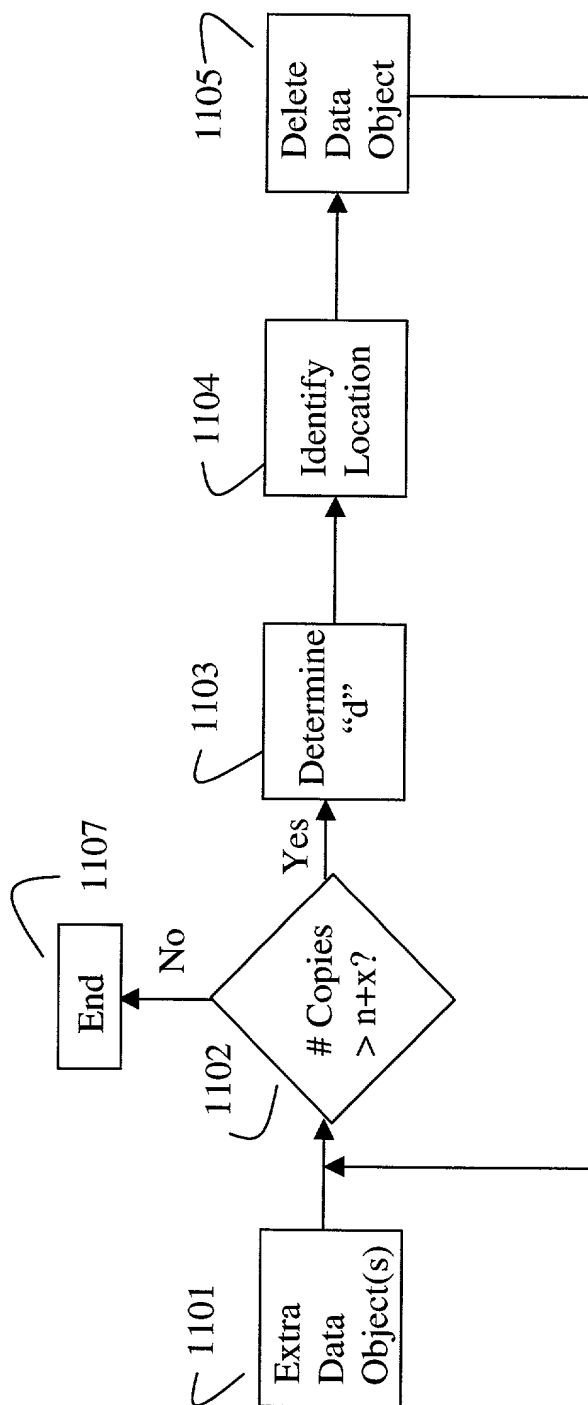 1101
Extra
Data
Object(s)
1102
# Copies
> n+x?
No
End
1107
Yes
1103
Determine
“d”
1104
Identify
Location
1105
Delete
Data
Object